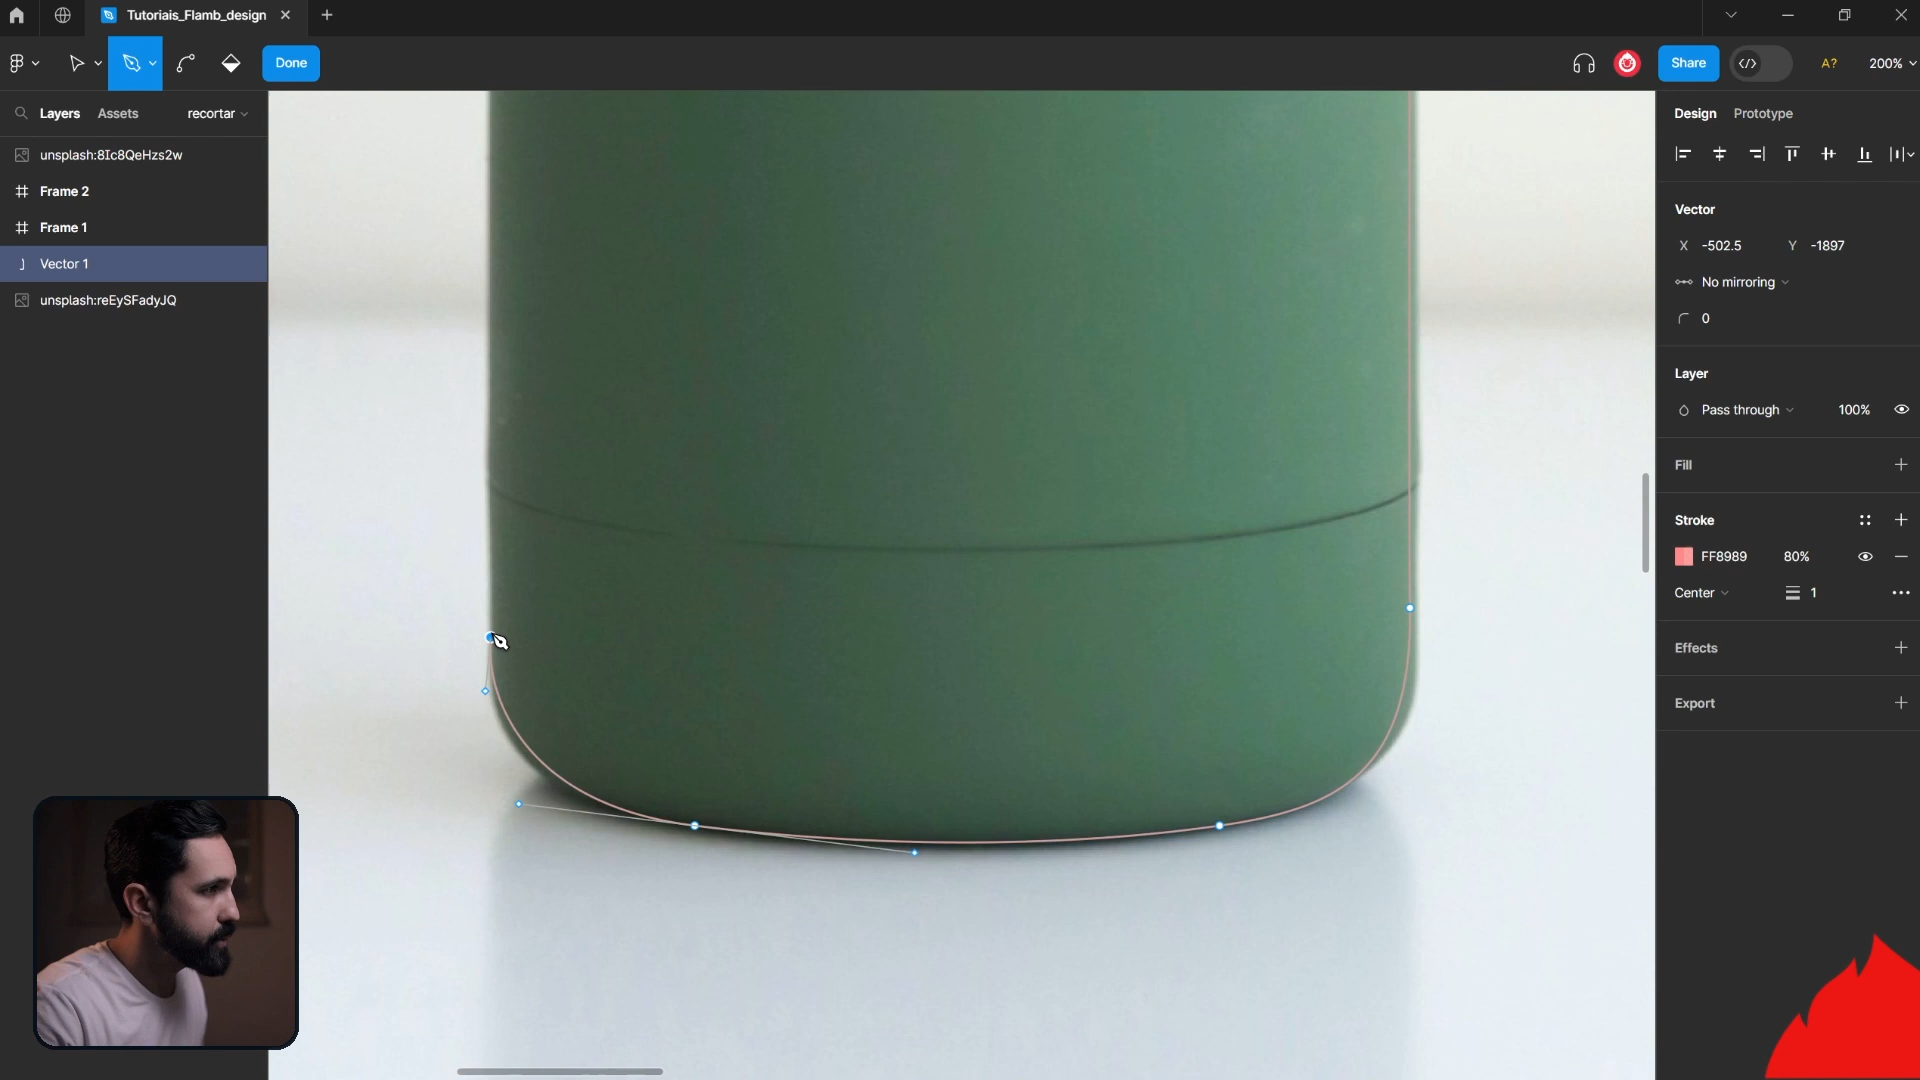 Tutoriais_Flamb_design
Done
Share
A?
200%
Layers
Assets
recortar
unsplash:8Ic8QeHzs2w
Frame 2
Frame 1
Vector 1
unsplash:reEySFadyJQ
Design
Prototype
Vector
X -502.5
Y -1897
No mirroring
0
Layer
Pass through
100%
Fill
Stroke
FF8989
80%
Center
1
Effects
Export